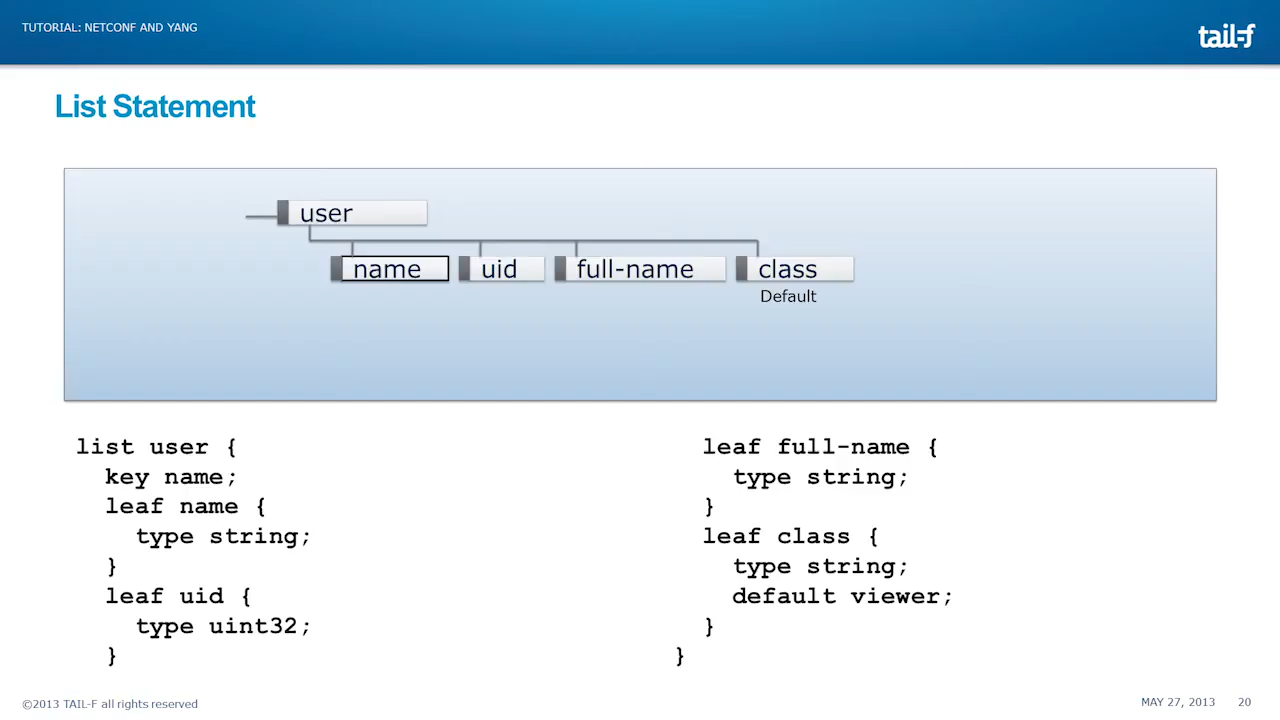 TUTORIAL: NETCONF AND YANG
tail-f
List Statement
user
name
uid
full-name
class
Default
list user {
  key name;
  leaf name {
    type string;
  }
  leaf uid {
    type uint32;
  }
  leaf full-name {
    type string;
  }
  leaf class {
    type string;
    default viewer;
  }
}
©2013 TAIL-F all rights reserved
MAY 27, 2013
20